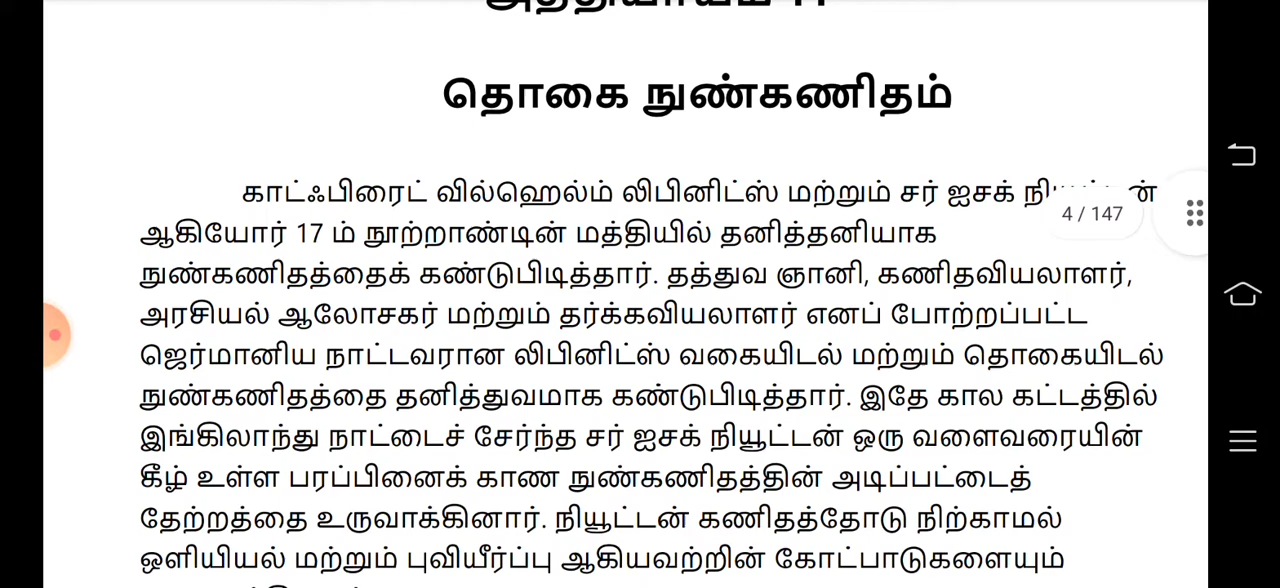 தொகை நுண்கணிதம்
காட்ஃபிரைட் வில்ஹெல்ம் லிபினிட்ஸ் மற்றும் சர் ஐசக்
4 / 147
ஆகியோர் 17 ம் நூற்றாண்டின் மத்தியில் தனித்தனியாக
நுண்கணிதத்தைக் கண்டுபிடித்தார். தத்துவ ஞானி, கணிதவியலாளர்,
அரசியல் ஆலோசகர் மற்றும் தர்க்கவியலாளர் எனப் போற்றப்பட்ட
ஜெர்மானிய நாட்டவரான லிபினிட்ஸ் வகையிடல் மற்றும் தொகையிடல்
நுண்கணிதத்தை தனித்துவமாக கண்டுபிடித்தார். இதே கால கட்டத்தில்
இங்கிலாந்து நாட்டைச் சேர்ந்த சர் ஐசக் நியூட்டன் ஒரு வளைவரையின்
கீழ் உள்ள பரப்பினைக் காண நுண்கணிதத்தின் அடிப்பட்டைத்
தேற்றத்தை உருவாக்கினார். நியூட்டன் கணிதத்தோடு நிற்காமல்
ஒளியியல் மற்றும் புவியீர்ப்பு ஆகியவற்றின் கோட்பாடுகளையும்